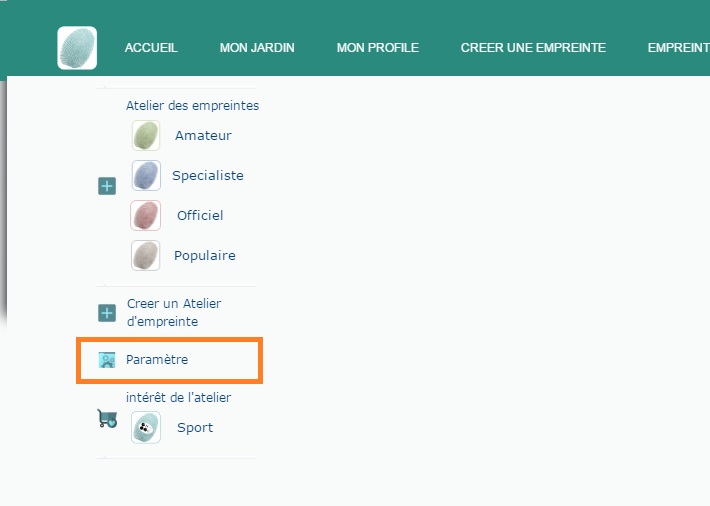 ACCUEIL MON JARDIN MON PROFILE CREER UNE EMPREINTE EMPREINT
Atelier des empreintes
Amateur
Specialiste
Officiel
Populaire
Creer un Atelier
d'empreinte
Paramètre
intérêt de l'atelier
Sport